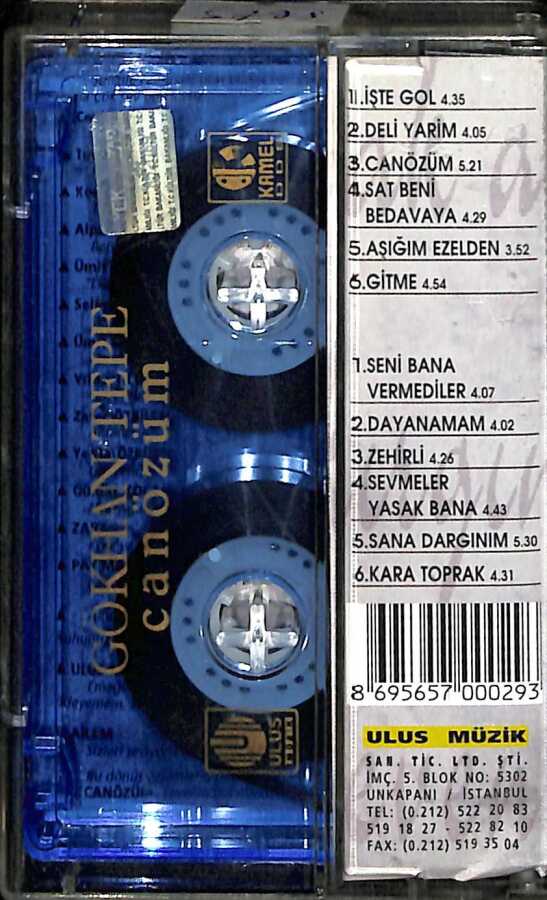 1.İŞTE GOL 4.35
2.DELİ YARİM 4.05
3.CANÖZÜM 5.21
4.SAT BENİ
BEDAVAYA 4.29
5.AŞIĞIM EZELDEN 3.52
6.GİTME 4.54
1.SENİ BANA
VERMEDİLER 4.07
2.DAYANAMAM 4.02
3.ZEHİRLİ 4.26
4.SEVMELER
YASAK BANA 4.43
5.SANA DARGINIM 5.30
6.KARA TOPRAK 4.31
8 695657 000293
ULUS MÜZİK
SAN. TİC. LTD. ŞTİ.
İMÇ. 5. BLOK NO: 5302
UNKAPANI / İSTANBUL
TEL: (0.212) 522 20 83
519 18 27 - 522 82 10
FAX: (0.212) 519 35 04
GÖKHAN TEPE
canözüm
KAMEL
ULUS